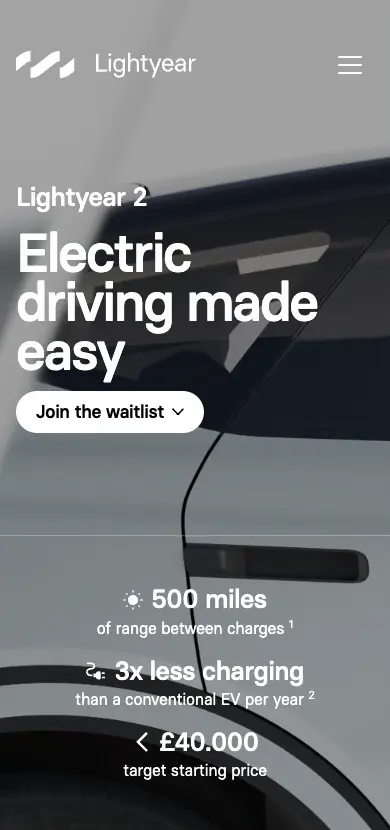 Lightyear
Lightyear 2
Electric
driving made
easy
Join the waitlist
500 miles
of range between charges ¹
3x less charging
than a conventional EV per year ²
< £40.000
target starting price